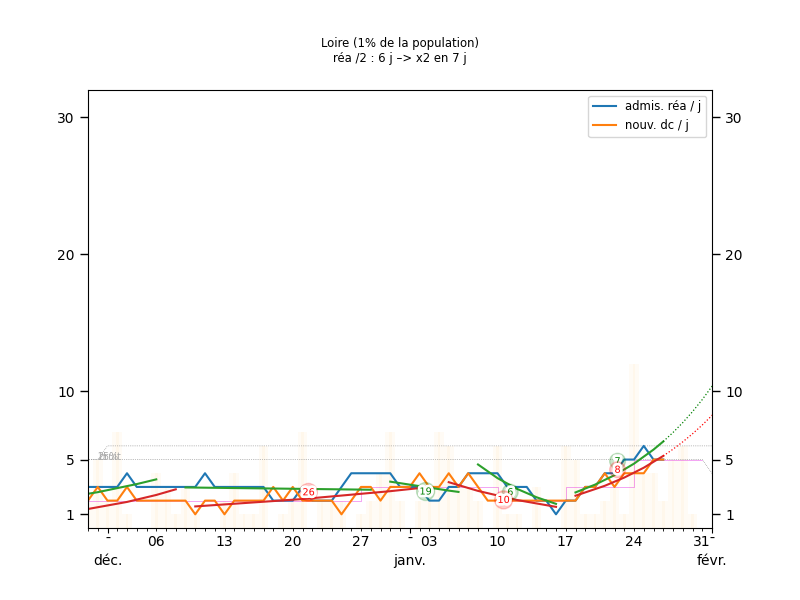 Loire (1% de la population)
réa /2 : 6 j –> x2 en 7 j
admis. réa / j
nouv. dc / j
30
30
20
20
10
10
5
5
1
1
26
19
6
10
7
8
- 06 13 20 27 - 03 10 17 24 31 -
déc. janv. févr.